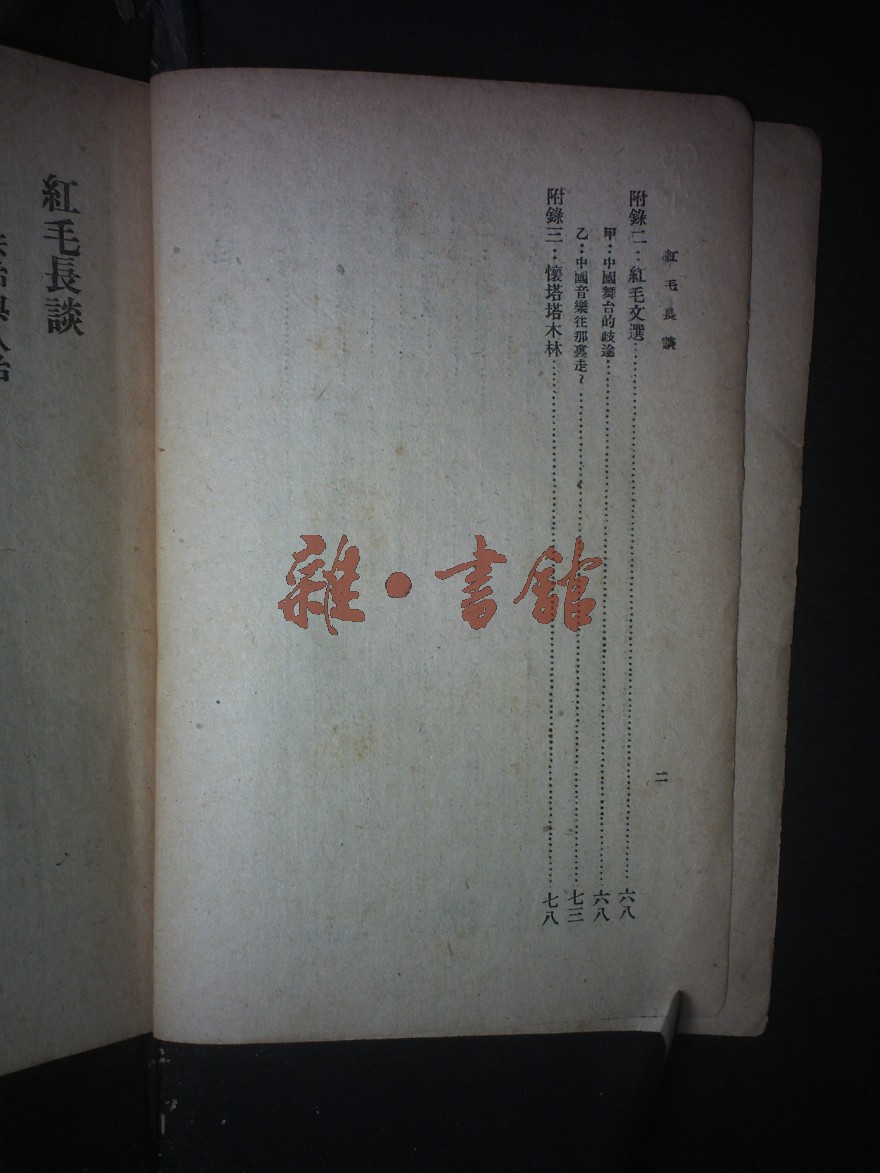 紅毛長談
二
附錄二：紅毛文選……六八
甲：中國舞台的歧途……六八
乙：中國音樂往那裏走？……七三
附錄三：懷塔塔木林……七八
紅毛長談
雜·書館